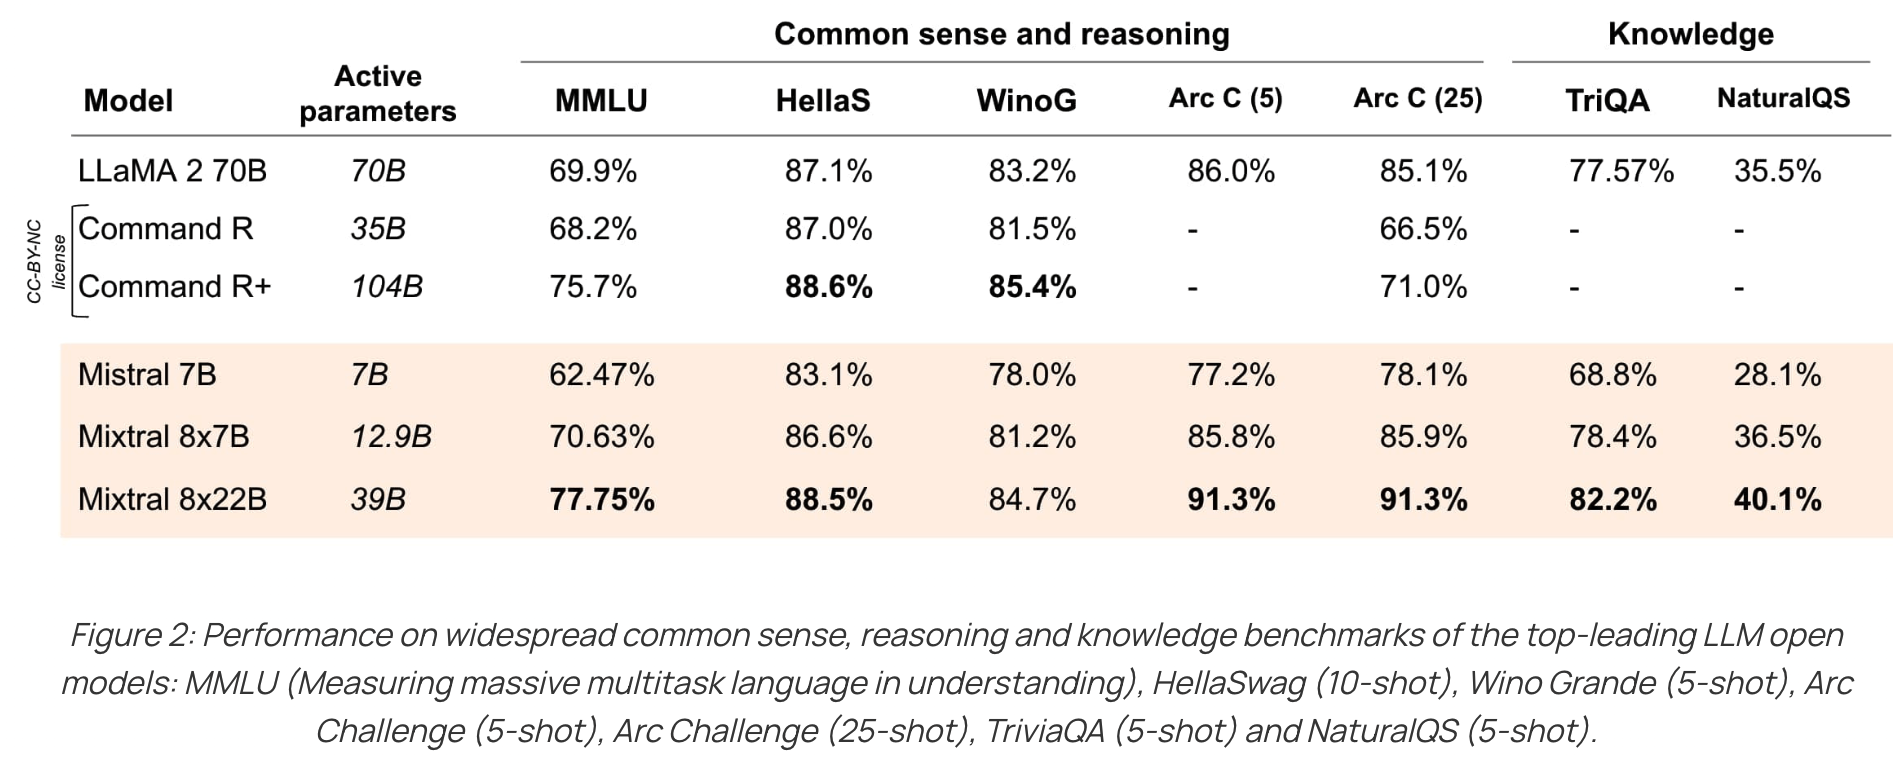 Common sense and reasoning Knowledge
Model Active parameters MMLU HellaS WinoG Arc C (5) Arc C (25) TriQA NaturalQS
LLaMA 2 70B 70B 69.9% 87.1% 83.2% 86.0% 85.1% 77.57% 35.5%
CC-BY-NC
license
Command R 35B 68.2% 87.0% 81.5% - 66.5% - -
Command R+ 104B 75.7% 88.6% 85.4% - 71.0% - -
Mistral 7B 7B 62.47% 83.1% 78.0% 77.2% 78.1% 68.8% 28.1%
Mixtral 8x7B 12.9B 70.63% 86.6% 81.2% 85.8% 85.9% 78.4% 36.5%
Mixtral 8x22B 39B 77.75% 88.5% 84.7% 91.3% 91.3% 82.2% 40.1%
Figure 2: Performance on widespread common sense, reasoning and knowledge benchmarks of the top-leading LLM open
models: MMLU (Measuring massive multitask language in understanding), HellaSwag (10-shot), Wino Grande (5-shot), Arc
Challenge (5-shot), Arc Challenge (25-shot), TriviaQA (5-shot) and NaturalQS (5-shot).